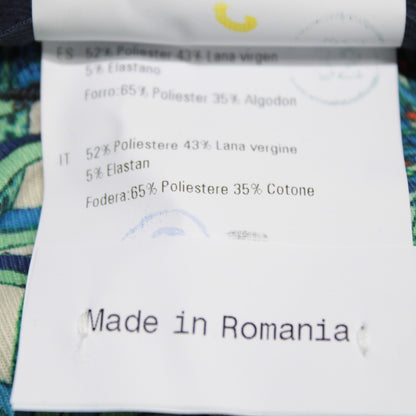 ES 52% Poliester 43% Lana virgen
5% Elastano
Forro:65% Poliester 35% Algodon
IT 52% Poliestere 43% Lana vergine
5% Elastan
Fodera:65% Poliestere 35% Cotone
Made in Romania